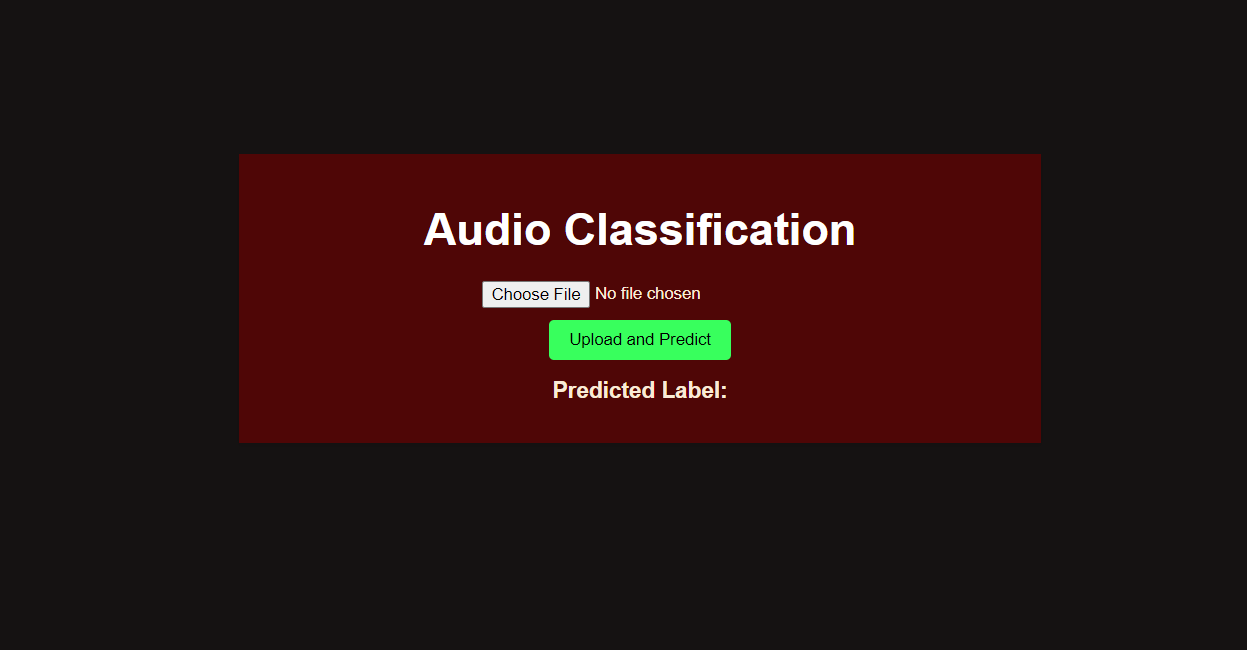 Audio Classification
Choose File No file chosen
Upload and Predict
Predicted Label: